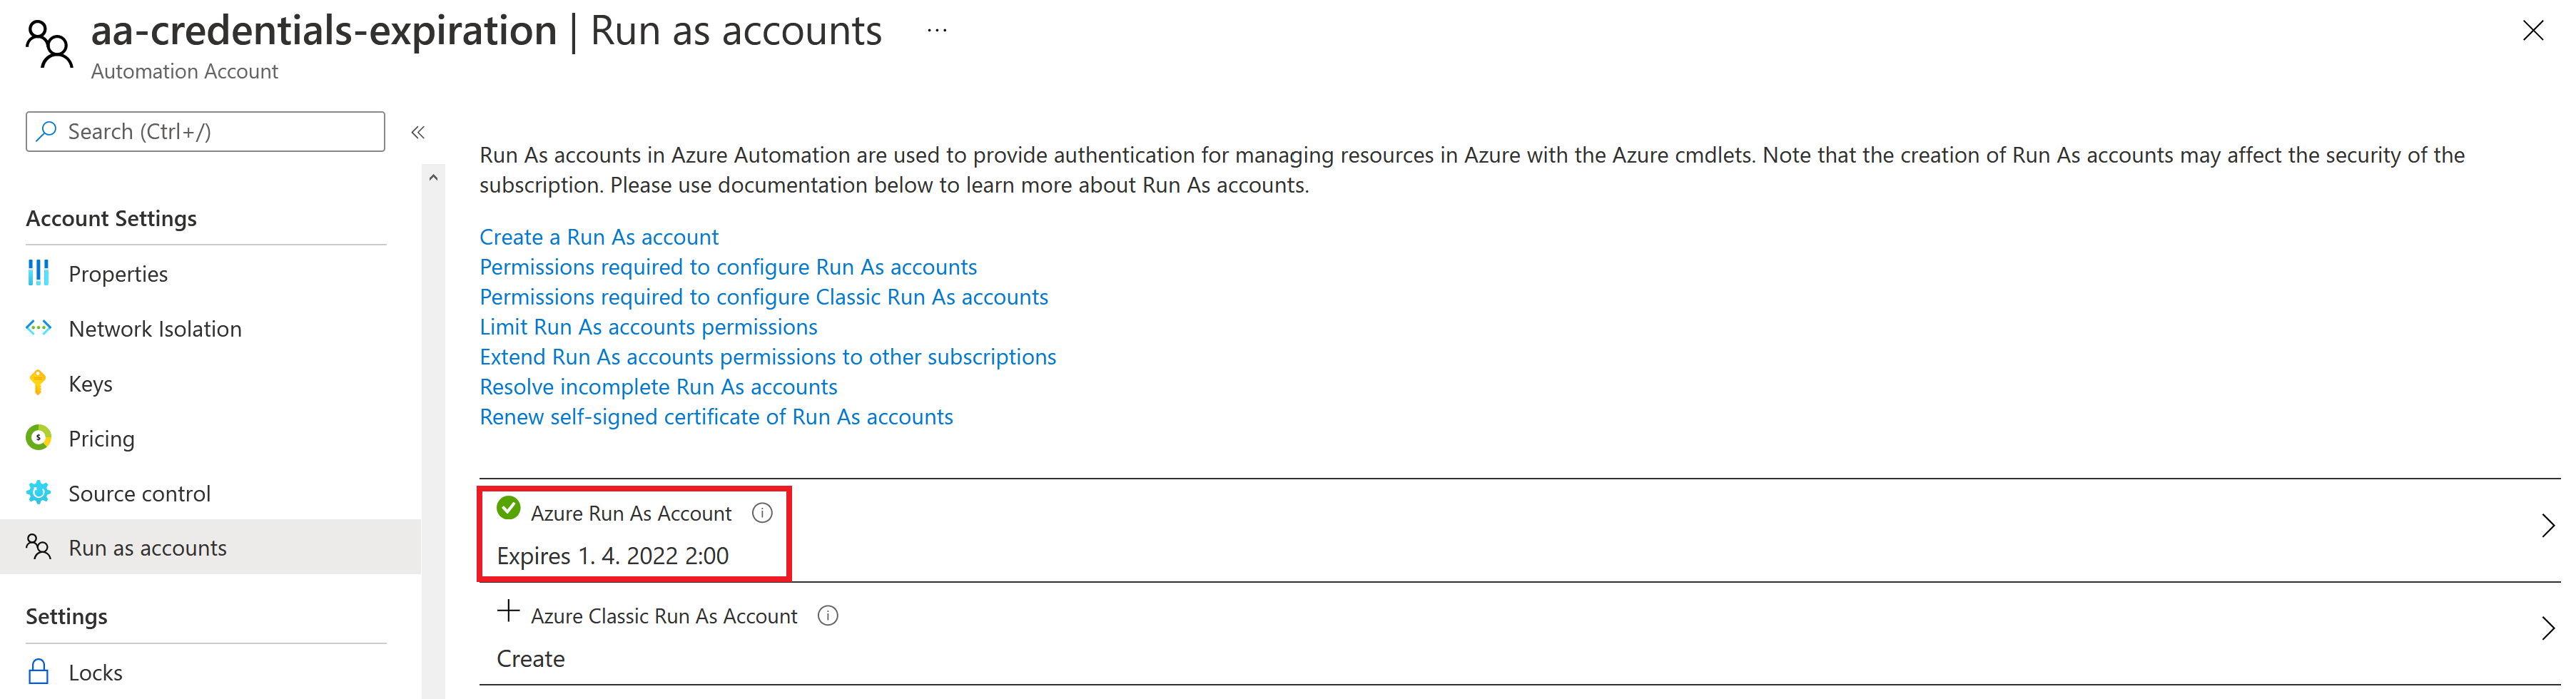 aa-credentials-expiration | Run as accounts ...
Automation Account
Search (Ctrl+/)
Account Settings
Properties
Network Isolation
Keys
Pricing
Source control
Run as accounts
Settings
Locks
Run As accounts in Azure Automation are used to provide authentication for managing resources in Azure with the Azure cmdlets. Note that the creation of Run As accounts may affect the security of the
subscription. Please use documentation below to learn more about Run As accounts.
Create a Run As account
Permissions required to configure Run As accounts
Permissions required to configure Classic Run As accounts
Limit Run As accounts permissions
Extend Run As accounts permissions to other subscriptions
Resolve incomplete Run As accounts
Renew self-signed certificate of Run As accounts
Azure Run As Account
Expires 1. 4. 2022 2:00
Azure Classic Run As Account
Create